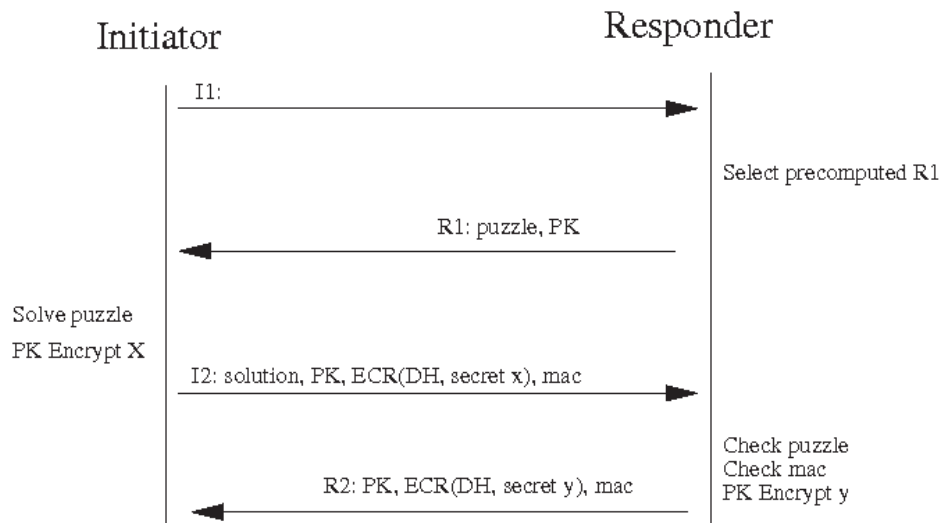 Initiator
Responder
I1:
Select precomputed R1
R1: puzzle, PK
Solve puzzle
PK Encrypt X
I2: solution, PK, ECR(DH, secret x), mac
Check puzzle
Check mac
PK Encrypt y
R2: PK, ECR(DH, secret y), mac